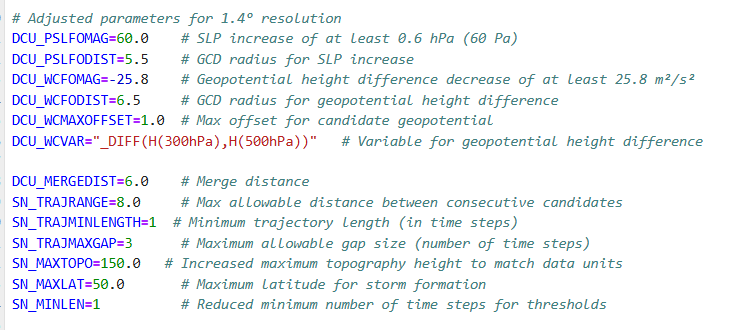 # Adjusted parameters for 1.4° resolution
DCU_PSLFOMAG=60.0 # SLP increase of at least 0.6 hPa (60 Pa)
DCU_PSLFODIST=5.5 # GCD radius for SLP increase
DCU_WCFOMAG=-25.8 # Geopotential height difference decrease of at least 25.8 m²/s²
DCU_WCFODIST=6.5 # GCD radius for geopotential height difference
DCU_WCMAXOFFSET=1.0 # Max offset for candidate geopotential
DCU_WCVAR="_DIFF(H(300hPa),H(500hPa))" # Variable for geopotential height difference
DCU_MERGEDIST=6.0 # Merge distance
SN_TRAJRANGE=8.0 # Max allowable distance between consecutive candidates
SN_TRAJMINLENGTH=1 # Minimum trajectory length (in time steps)
SN_TRAJMAXGAP=3 # Maximum allowable gap size (number of time steps)
SN_MAXTOPO=150.0 # Increased maximum topography height to match data units
SN_MAXLAT=50.0 # Maximum latitude for storm formation
SN_MINLEN=1 # Reduced minimum number of time steps for thresholds